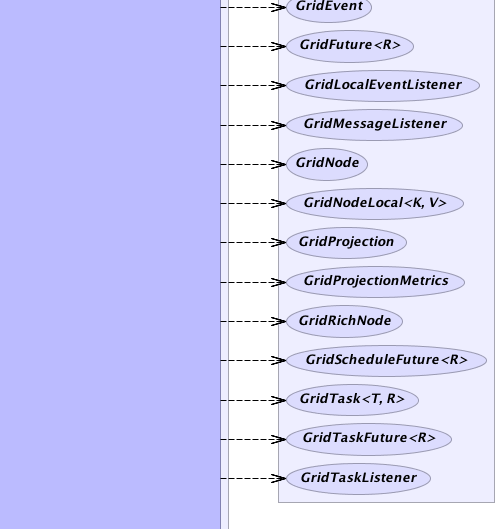 GridEvent
GridFuture<R>
GridLocalEventListener
GridMessageListener
GridNode
GridNodeLocal<K, V>
GridProjection
GridProjectionMetrics
GridRichNode
GridScheduleFuture<R>
GridTask<T, R>
GridTaskFuture<R>
GridTaskListener